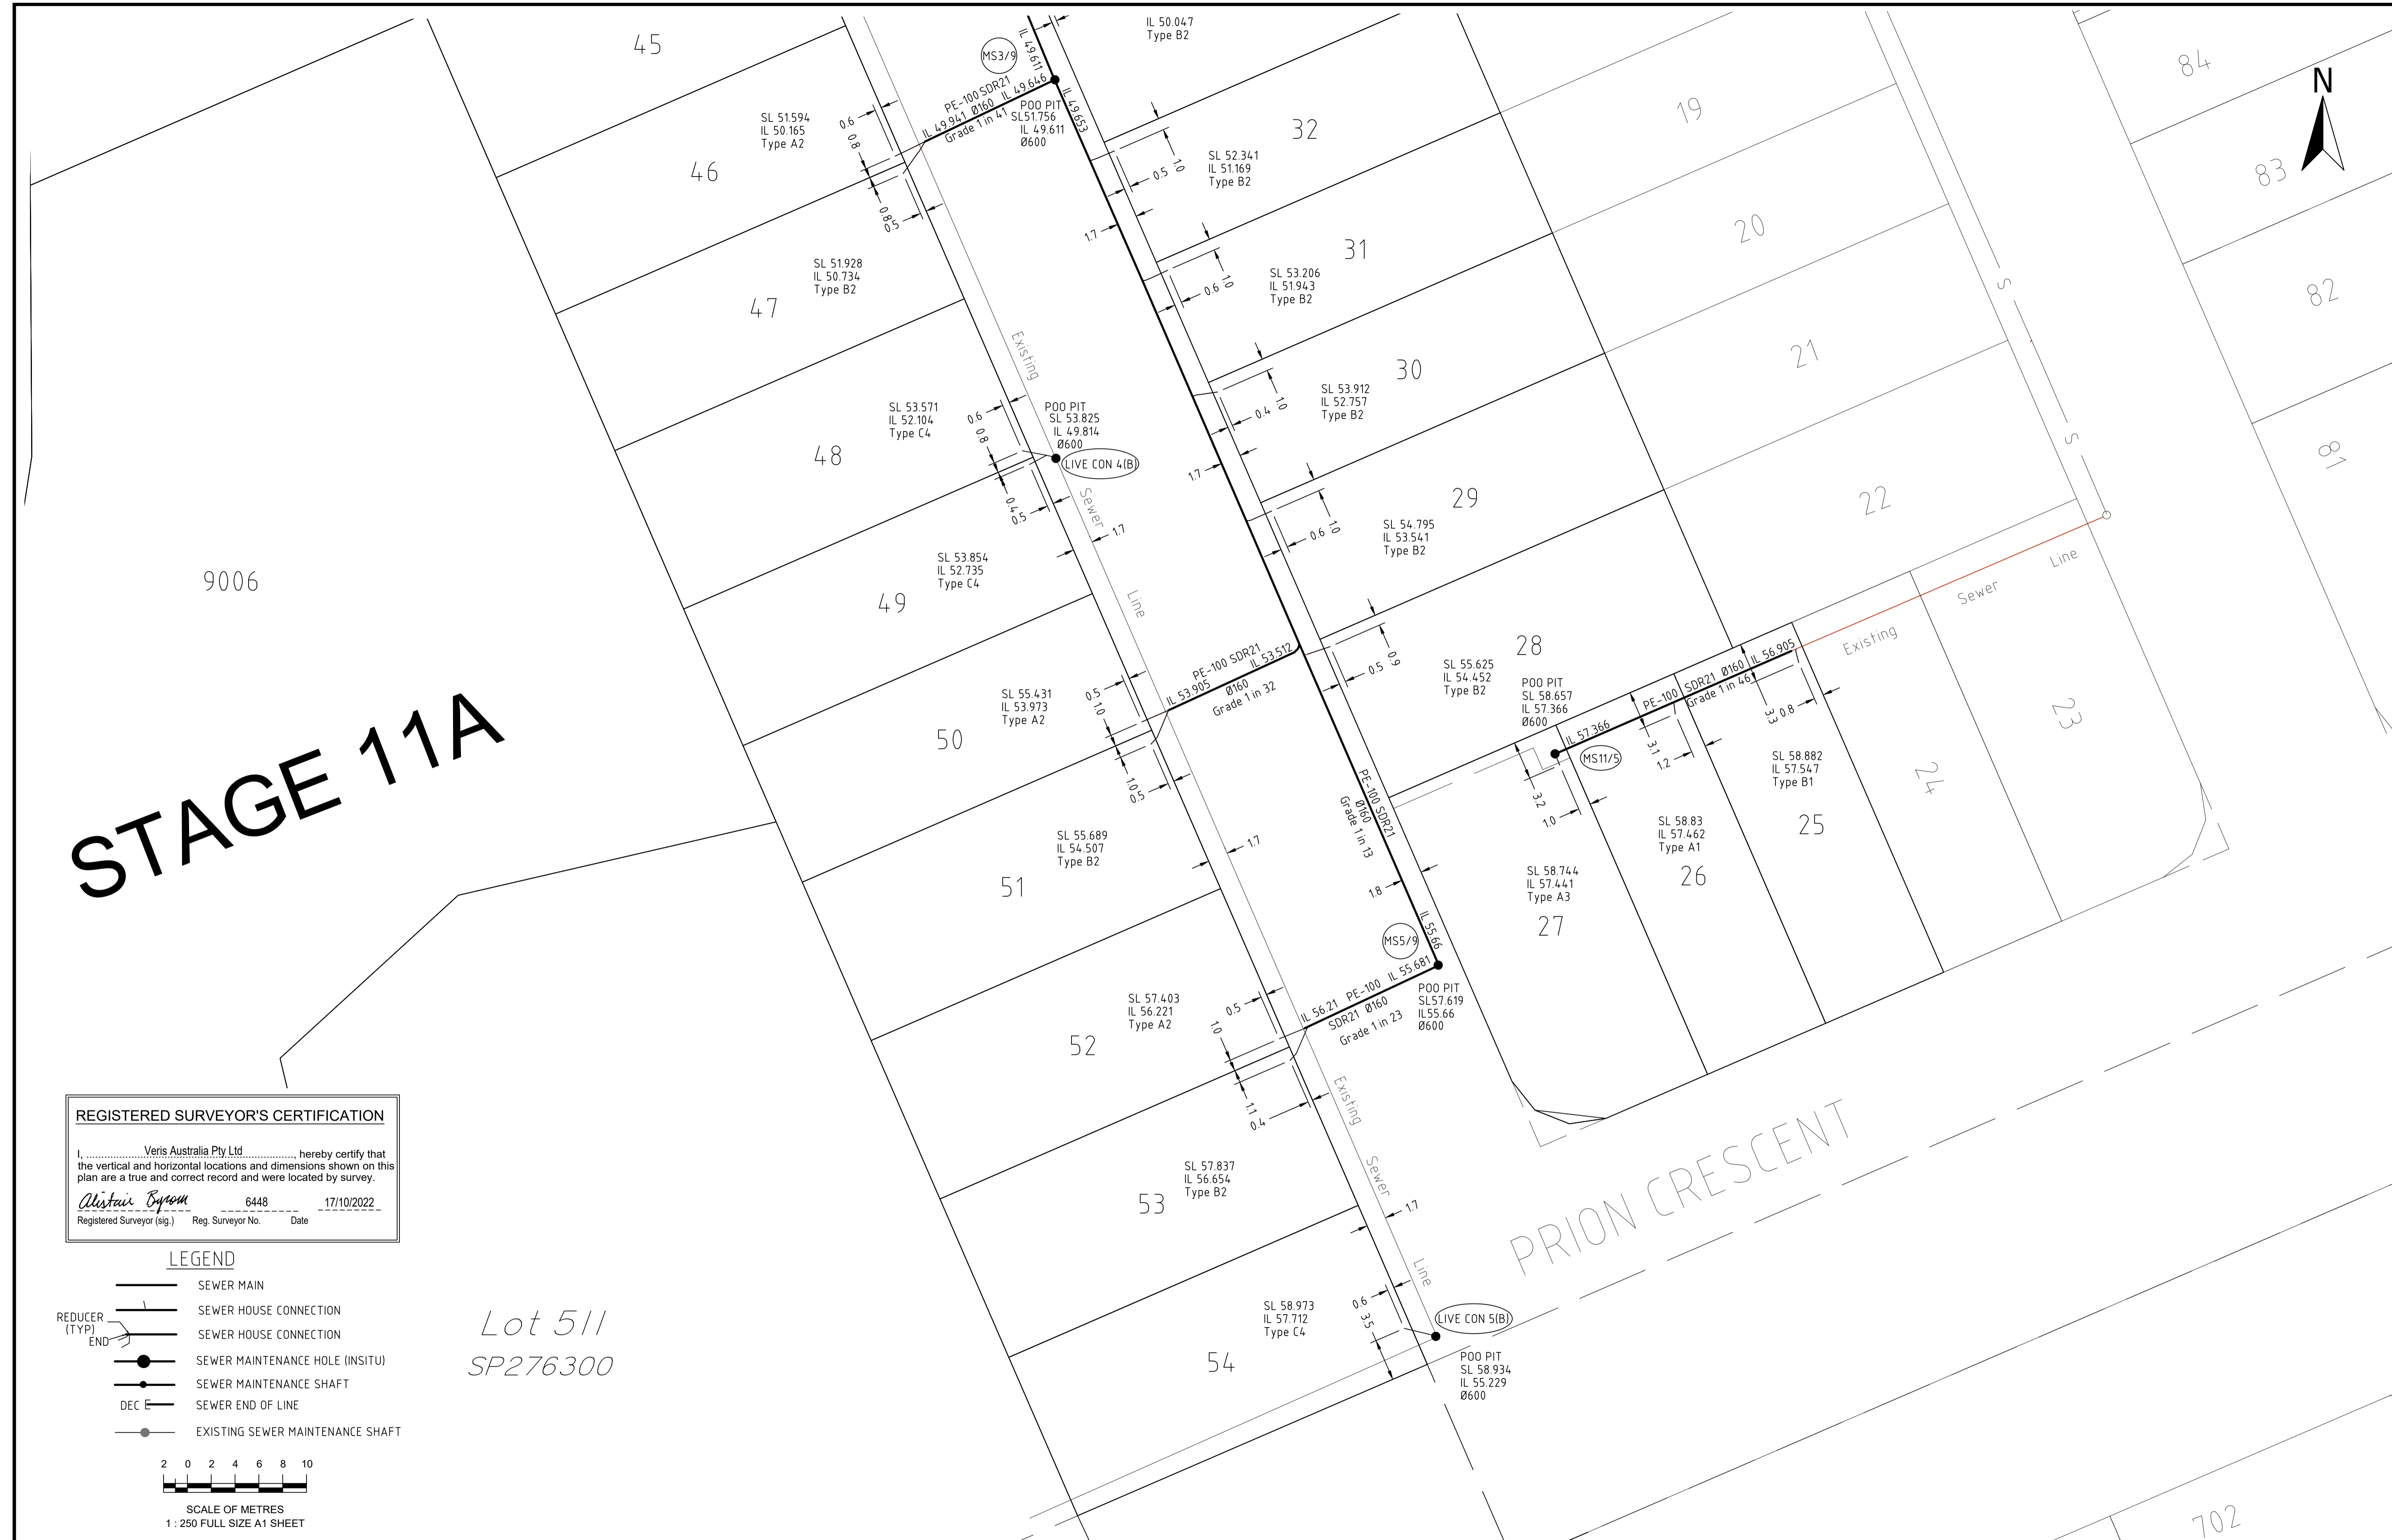 45
46
47
48
49
50
51
52
53
54
9006
STAGE 11A
SL 51.594
IL 50.165
Type A2
0.6
0.8
0.8
0.5
SL 51.928
IL 50.734
Type B2
SL 53.571
IL 52.104
Type C4
0.6
0.8
0.4
0.5
SL 53.854
IL 52.735
Type C4
SL 55.431
IL 53.973
Type A2
0.5
1.0
1.0
0.5
SL 55.689
IL 54.507
Type B2
SL 57.403
IL 56.221
Type A2
0.5
1.0
1.1
0.4
SL 57.837
IL 56.654
Type B2
SL 58.973
IL 57.712
Type C4
0.6
3.5
MS3/9
IL 49.611
PE-100 SDR21
IL 49.941 Ø160 IL 49.646
Grade 1 in 41
POO PIT
SL51.756
IL 49.611
Ø600
IL 49.653
Existing
Sewer
Line
1.7
POO PIT
SL 53.825
IL 49.814
Ø600
LIVE CON 4(B)
PE-100 SDR21
IL 53.905 Ø160 IL 53.512
Grade 1 in 32
1.7
PE-100 SDR21
Ø160
Grade 1 in 13
1.8
IL 55.66
MS5/9
IL 56.21 PE-100 IL 55.681
SDR21 Ø160
Grade 1 in 23
POO PIT
SL57.619
IL55.66
Ø600
Existing
Sewer
Line
1.7
LIVE CON 5(B)
POO PIT
SL 58.934
IL 55.229
Ø600
IL 50.047
Type B2
32
SL 52.341
IL 51.169
Type B2
0.5
1.0
1.7
31
SL 53.206
IL 51.943
Type B2
0.6
1.0
30
SL 53.912
IL 52.757
Type B2
0.4
1.0
1.7
29
SL 54.795
IL 53.541
Type B2
0.6
1.0
28
SL 55.625
IL 54.452
Type B2
0.5
0.9
POO PIT
SL 58.657
IL 57.366
Ø600
MS11/5
IL 57.366 PE-100 SDR21 Ø160 IL 56.905
Grade 1 in 46
3.2
1.0
3.1
1.2
3.3
0.8
SL 58.744
IL 57.441
Type A3
27
SL 58.83
IL 57.462
Type A1
26
SL 58.882
IL 57.547
Type B1
25
24
23
Existing
Sewer
Line
19
20
21
22
S
S
84
83
82
81
N
PRION CRESCENT
702
REGISTERED SURVEYOR'S CERTIFICATION
I, Veris Australia Pty Ltd, hereby certify that
the vertical and horizontal locations and dimensions shown on this
plan are a true and correct record and were located by survey.
Alistair Byrom 6448 17/10/2022
Registered Surveyor (sig.) Reg. Surveyor No. Date
LEGEND
SEWER MAIN
SEWER HOUSE CONNECTION
REDUCER
(TYP)
END
SEWER HOUSE CONNECTION
SEWER MAINTENANCE HOLE (INSITU)
SEWER MAINTENANCE SHAFT
DEC E SEWER END OF LINE
EXISTING SEWER MAINTENANCE SHAFT
2 0 2 4 6 8 10
SCALE OF METRES
1 : 250 FULL SIZE A1 SHEET
Lot 511
SP276300